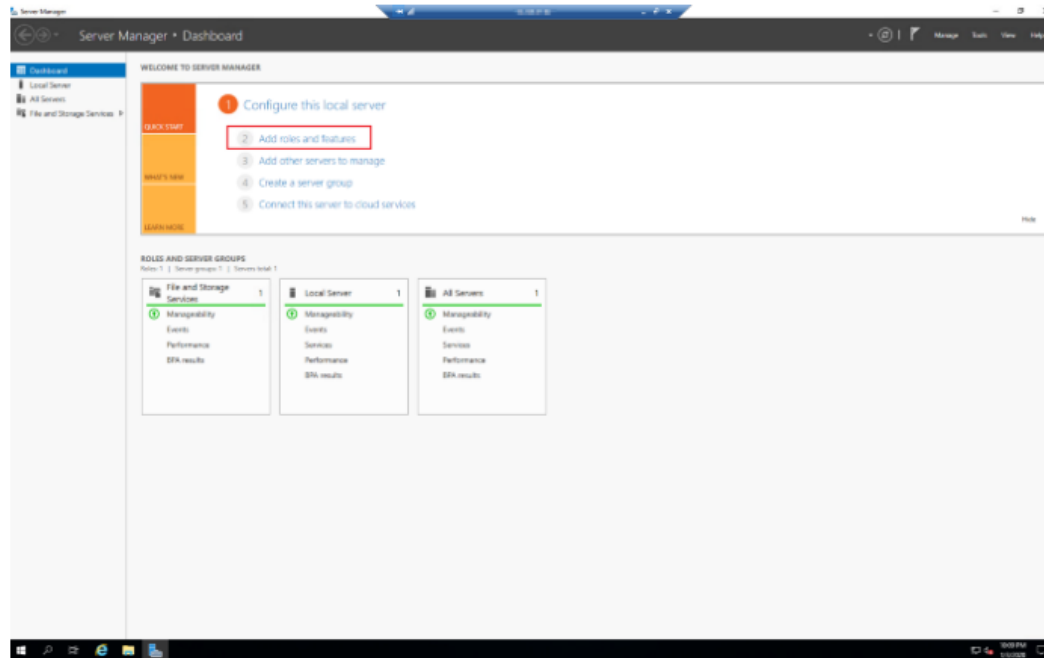 Server Manager
Server Manager • Dashboard
Manage Tools View Help
Dashboard
Local Server
All Servers
File and Storage Services
WELCOME TO SERVER MANAGER
QUICK START
WHAT'S NEW
LEARN MORE
1 Configure this local server
2 Add roles and features
3 Add other servers to manage
4 Create a server group
5 Connect this server to cloud services
Hide
ROLES AND SERVER GROUPS
Roles: 1 | Server groups: 1 | Servers total: 1
File and Storage Services 1
Manageability
Events
Performance
BPA results
Local Server 1
Manageability
Events
Services
Performance
BPA results
All Servers 1
Manageability
Events
Services
Performance
BPA results